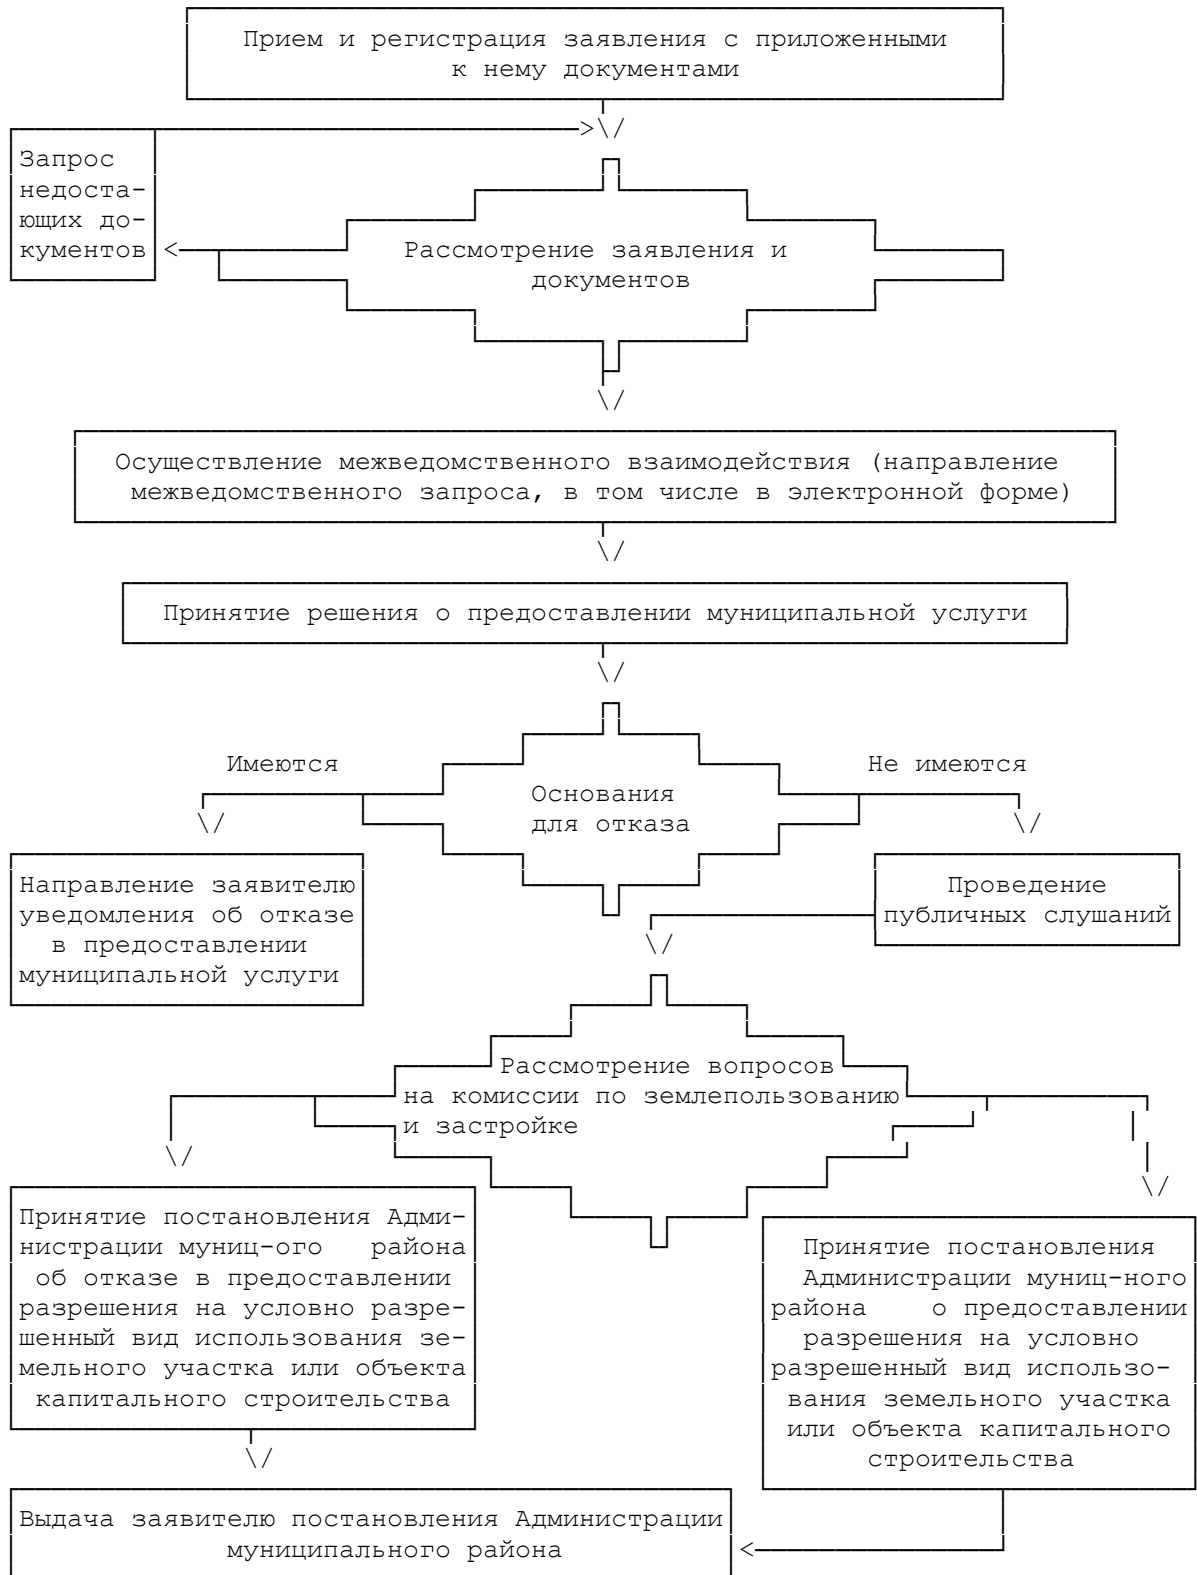 Прием и регистрация заявления с приложенными
к нему документами
Запрос
недоста-
ющих до-
кументов
Рассмотрение заявления и
документов
Осуществление межведомственного взаимодействия (направление
межведомственного запроса, в том числе в электронной форме)
Принятие решения о предоставлении муниципальной услуги
Имеются
Не имеются
Основания
для отказа
Направление заявителю
уведомления об отказе
в предоставлении
муниципальной услуги
Проведение
публичных слушаний
Рассмотрение вопросов
на комиссии по землепользованию
и застройке
Принятие постановления Адми-
нистрации муниц-ого района
об отказе в предоставлении
разрешения на условно разре-
шенный вид использования зе-
мельного участка или объекта
капитального строительства
Принятие постановления
Администрации муниц-ного
района о предоставлении
разрешения на условно
разрешенный вид использо-
вания земельного участка
или объекта капитального
строительства
Выдача заявителю постановления Администрации
муниципального района